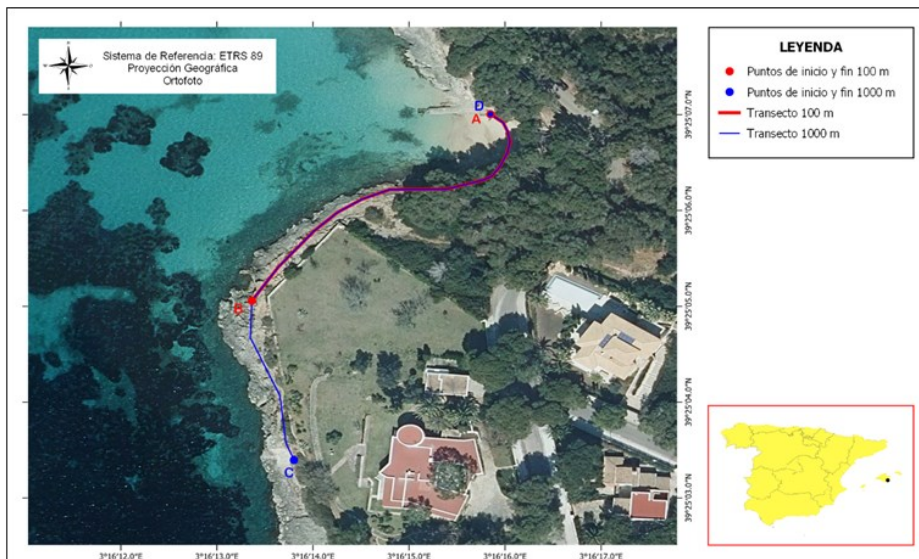 Sistema de Referencia: ETRS 89
Proyección Geográfica
Ortofoto
N
W
S
D
A
B
C
39°25'07.0"N
39°25'06.0"N
39°25'05.0"N
39°25'04.0"N
39°25'03.0"N
3°16'12.0"E
3°16'13.0"E
3°16'14.0"E
3°16'15.0"E
3°16'16.0"E
3°16'17.0"E
LEYENDA
Puntos de inicio y fin 100 m
Puntos de inicio y fin 1000 m
Transecto 100 m
Transecto 1000 m